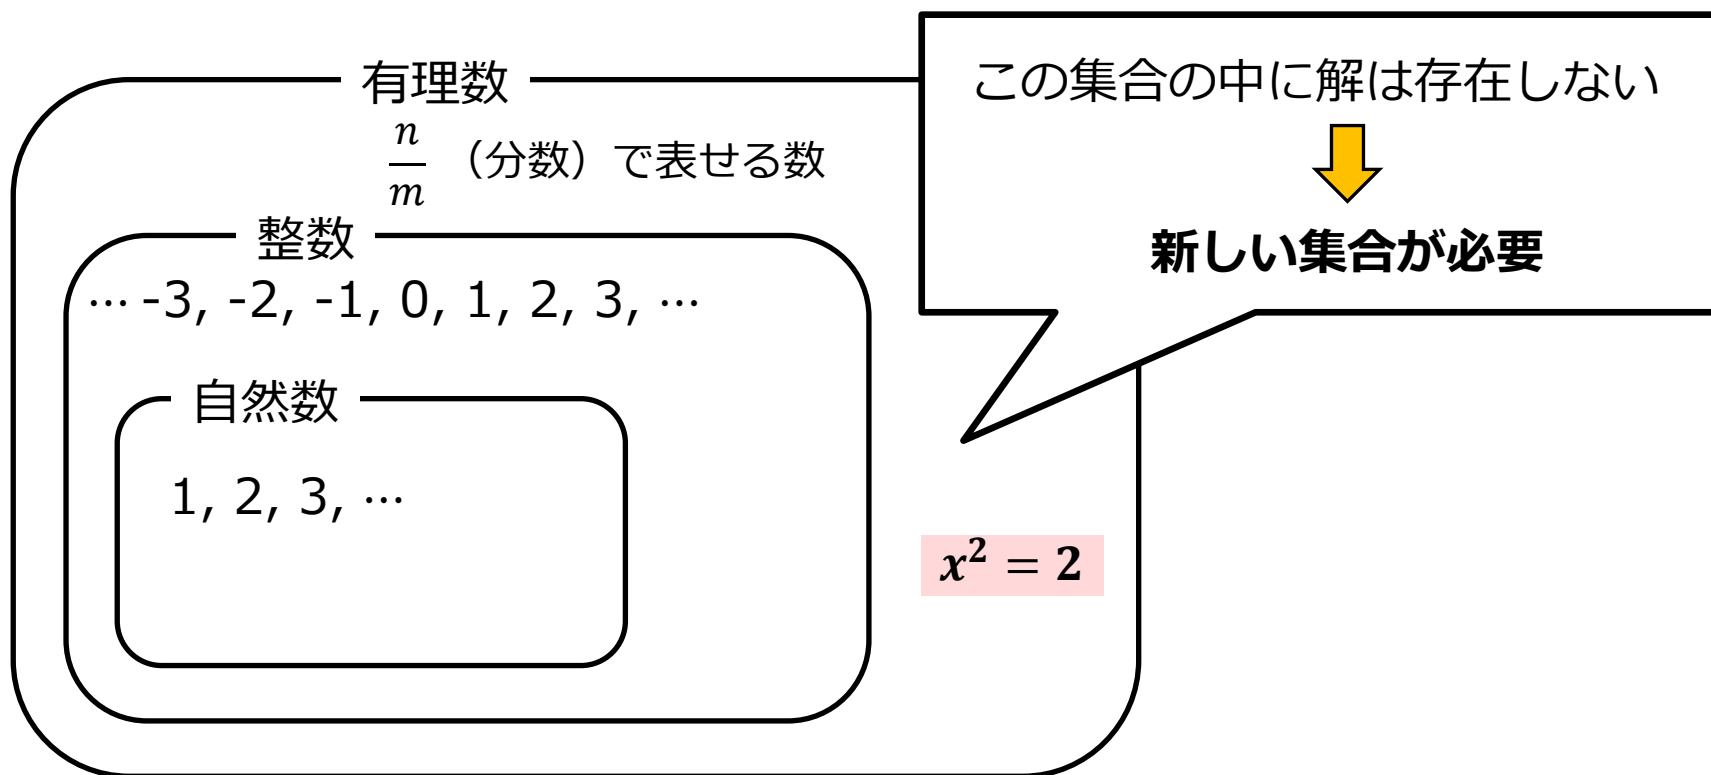 有理数
n/m （分数）で表せる数
整数
… -3, -2, -1, 0, 1, 2, 3, …
自然数
1, 2, 3, …
この集合の中に解は存在しない
新しい集合が必要
x² = 2